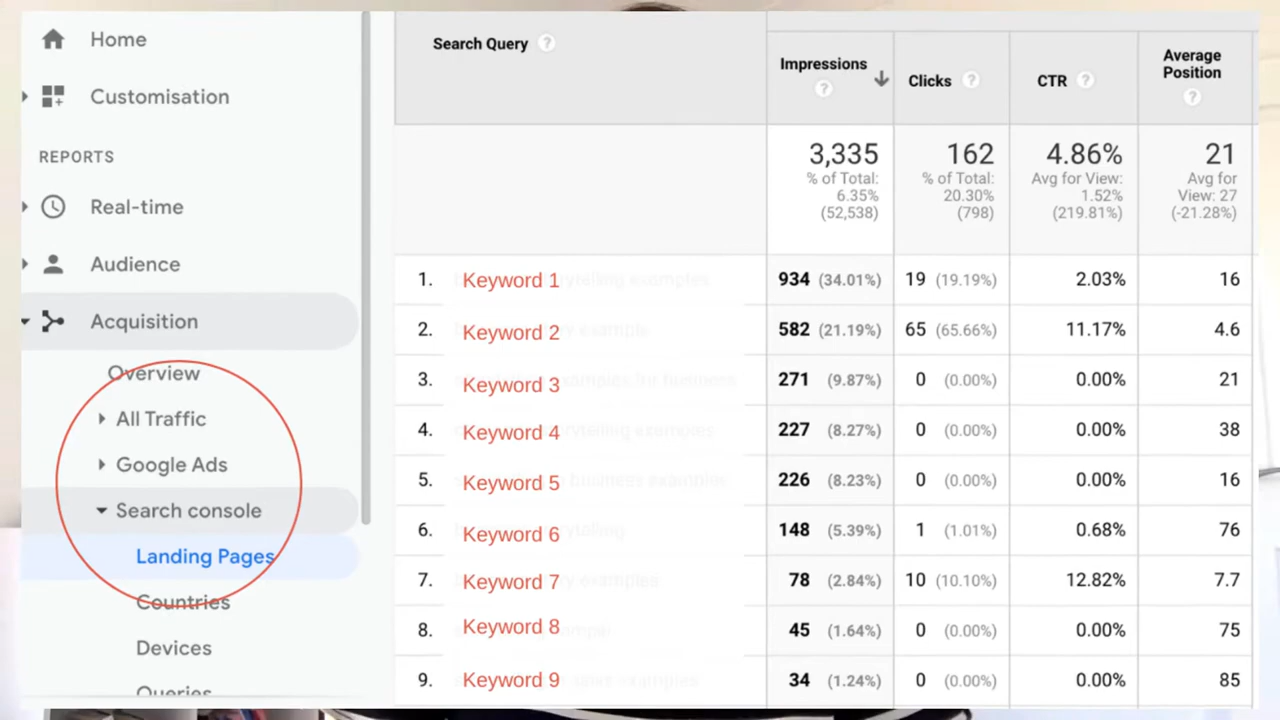 Home
Customisation
REPORTS
Real-time
Audience
Acquisition
Overview
All Traffic
Google Ads
Search console
Landing Pages
Countries
Devices
Queries
Search Query ?
Impressions ?
Clicks ?
CTR ?
Average
Position
?
3,335
% of Total:
6.35%
(52,538)
162
% of Total:
20.30%
(798)
4.86%
Avg for View:
1.52%
(219.81%)
21
Avg for
View: 27
(-21.28%)
1. Keyword 1 934 (34.01%) 19 (19.19%) 2.03% 16
2. Keyword 2 582 (21.19%) 65 (65.66%) 11.17% 4.6
3. Keyword 3 271 (9.87%) 0 (0.00%) 0.00% 21
4. Keyword 4 227 (8.27%) 0 (0.00%) 0.00% 38
5. Keyword 5 226 (8.23%) 0 (0.00%) 0.00% 16
6. Keyword 6 148 (5.39%) 1 (1.01%) 0.68% 76
7. Keyword 7 78 (2.84%) 10 (10.10%) 12.82% 7.7
8. Keyword 8 45 (1.64%) 0 (0.00%) 0.00% 75
9. Keyword 9 34 (1.24%) 0 (0.00%) 0.00% 85